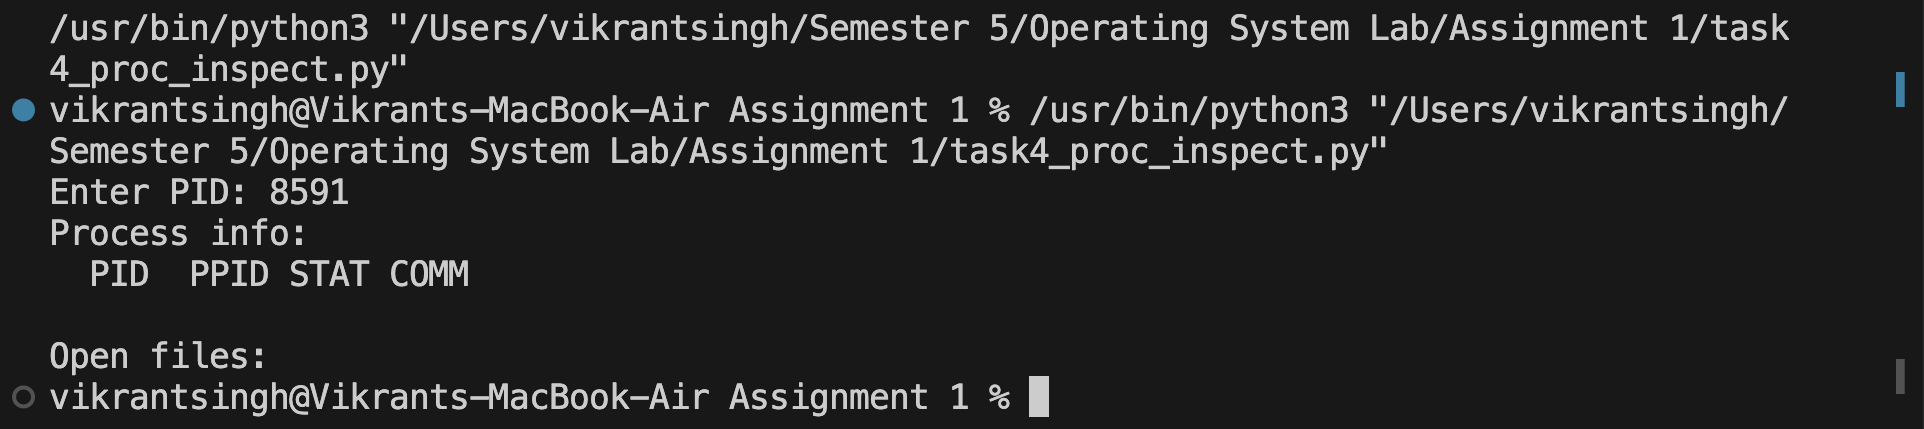 /usr/bin/python3 "/Users/vikrantsingh/Semester 5/Operating System Lab/Assignment 1/task
4_proc_inspect.py"
vikrantsingh@Vikrants-MacBook-Air Assignment 1 % /usr/bin/python3 "/Users/vikrantsingh/
Semester 5/Operating System Lab/Assignment 1/task4_proc_inspect.py"
Enter PID: 8591
Process info:
  PID  PPID STAT COMM
Open files:
vikrantsingh@Vikrants-MacBook-Air Assignment 1 %